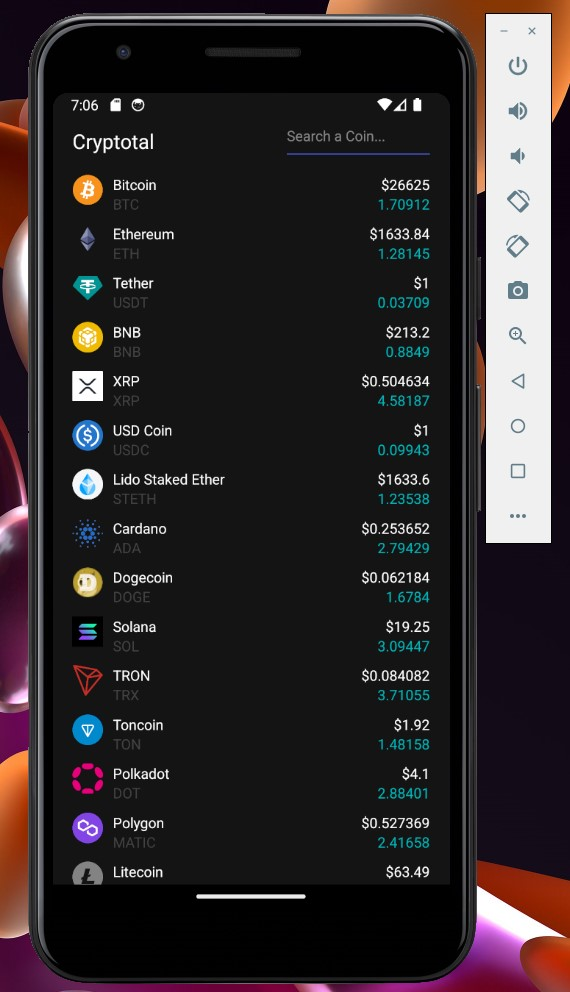 7:06
Cryptotal
Search a Coin...
Bitcoin $26625
BTC 1.70912
Ethereum $1633.84
ETH 1.28145
Tether $1
USDT 0.03709
BNB $213.2
BNB 0.8849
XRP $0.504634
XRP 4.58187
USD Coin $1
USDC 0.09943
Lido Staked Ether $1633.6
STETH 1.23538
Cardano $0.253652
ADA 2.79429
Dogecoin $0.062184
DOGE 1.6784
Solana $19.25
SOL 3.09447
TRON $0.084082
TRX 3.71055
Toncoin $1.92
TON 1.48158
Polkadot $4.1
DOT 2.88401
Polygon $0.527369
MATIC 2.41658
Litecoin $63.49